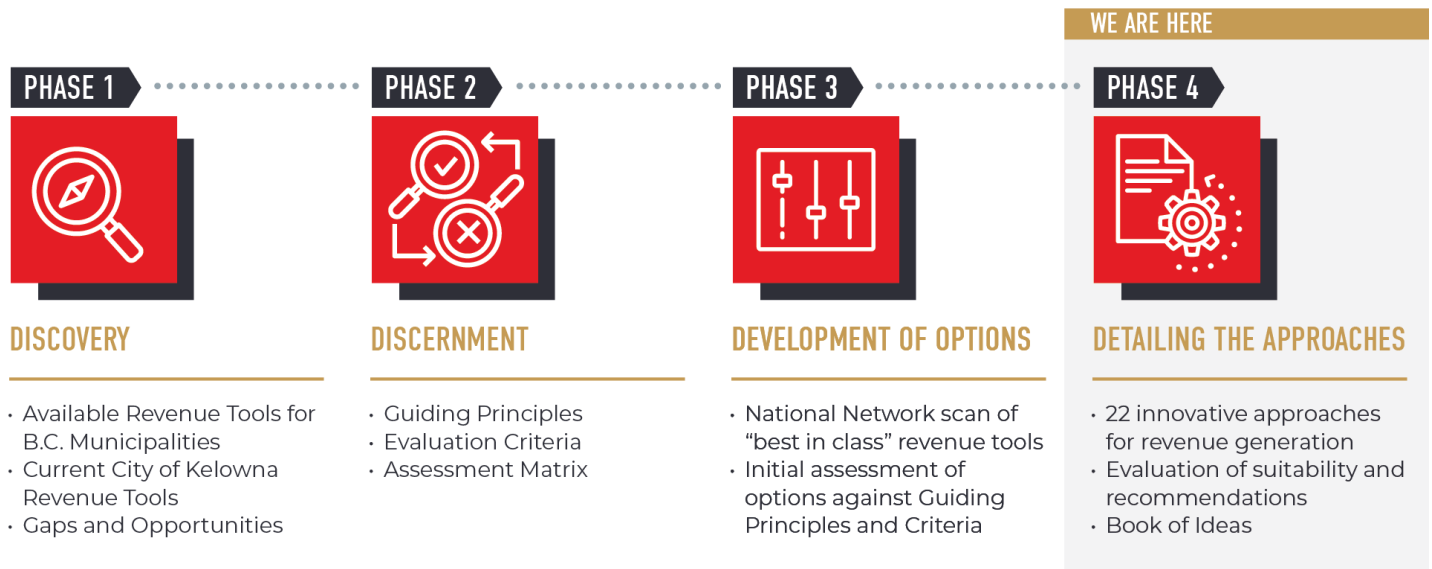 WE ARE HERE
PHASE 1
PHASE 2
PHASE 3
PHASE 4
DISCOVERY
· Available Revenue Tools for
B.C. Municipalities
· Current City of Kelowna
Revenue Tools
· Gaps and Opportunities
DISCERNMENT
· Guiding Principles
· Evaluation Criteria
· Assessment Matrix
DEVELOPMENT OF OPTIONS
· National Network scan of
“best in class” revenue tools
· Initial assessment of
options against Guiding
Principles and Criteria
DETAILING THE APPROACHES
· 22 innovative approaches
for revenue generation
· Evaluation of suitability and
recommendations
· Book of Ideas